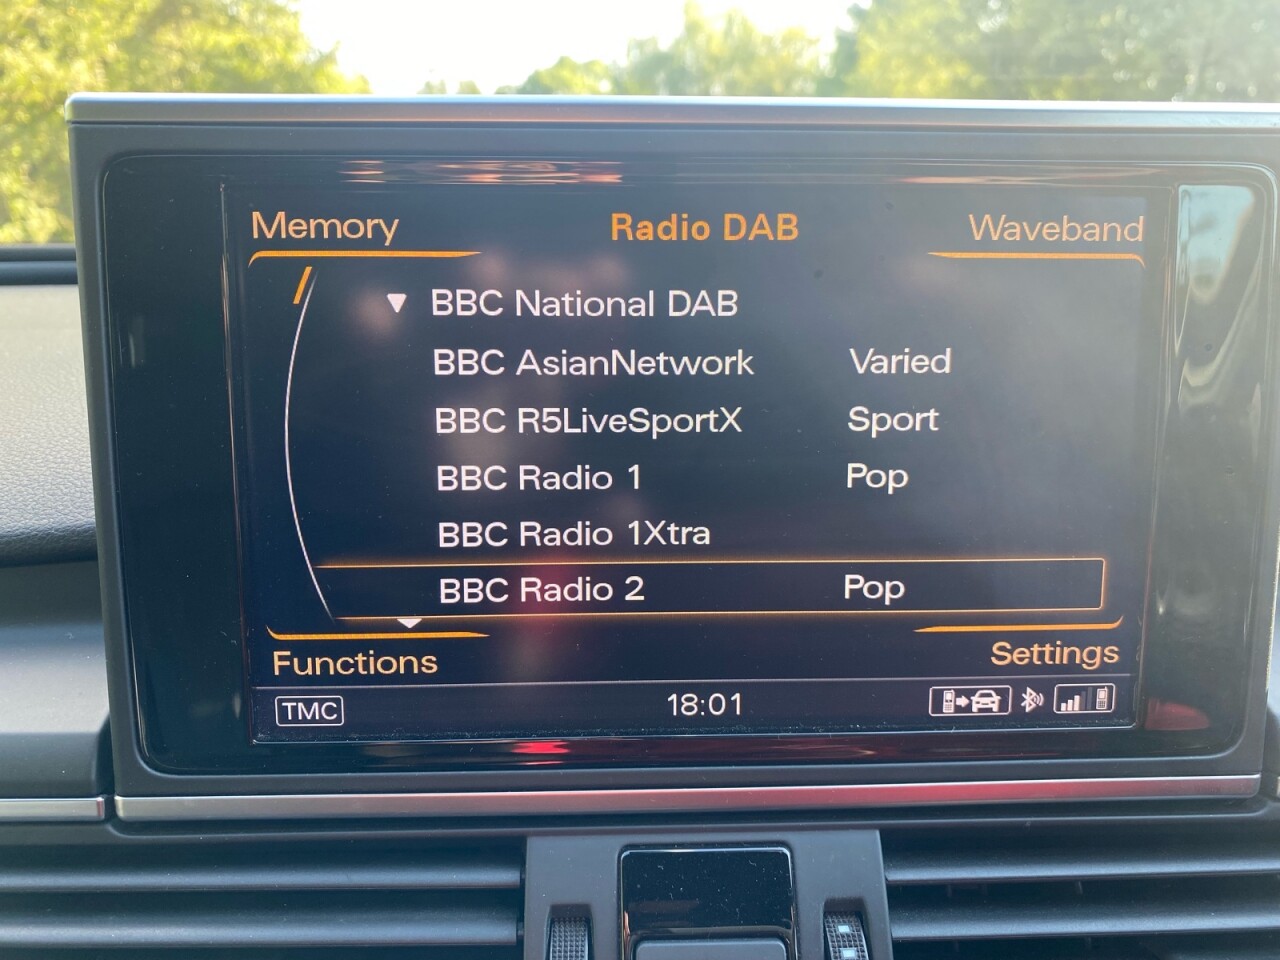 Memory Radio DAB Waveband
BBC National DAB
BBC AsianNetwork Varied
BBC R5LiveSportX Sport
BBC Radio 1 Pop
BBC Radio 1Xtra
BBC Radio 2 Pop
Functions Settings
TMC 18:01